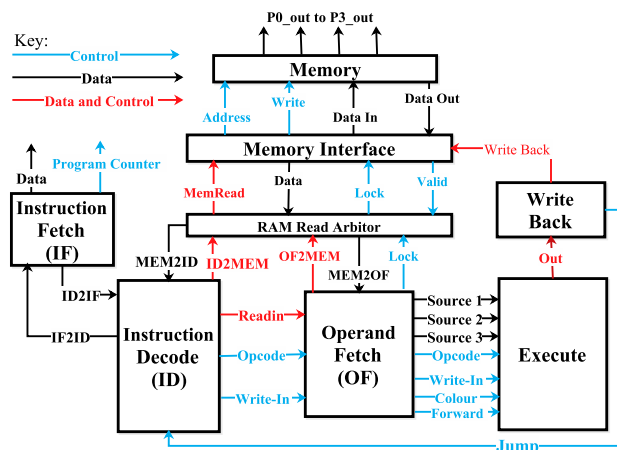 P0_out to P3_out
Key:
Control
Data
Data and Control
Memory
Address
Write
Data In
Data Out
Memory Interface
Write Back
Program Counter
Data
MemRead
Data
Lock
Valid
Instruction
Fetch
(IF)
RAM Read Arbitor
Write
Back
MEM2ID
ID2MEM
OF2MEM
MEM2OF
Lock
Out
ID2IF
IF2ID
Instruction
Decode
(ID)
Readin
Opcode
Write-In
Operand
Fetch
(OF)
Source 1
Source 2
Source 3
Opcode
Write-In
Colour
Forward
Execute
Jump